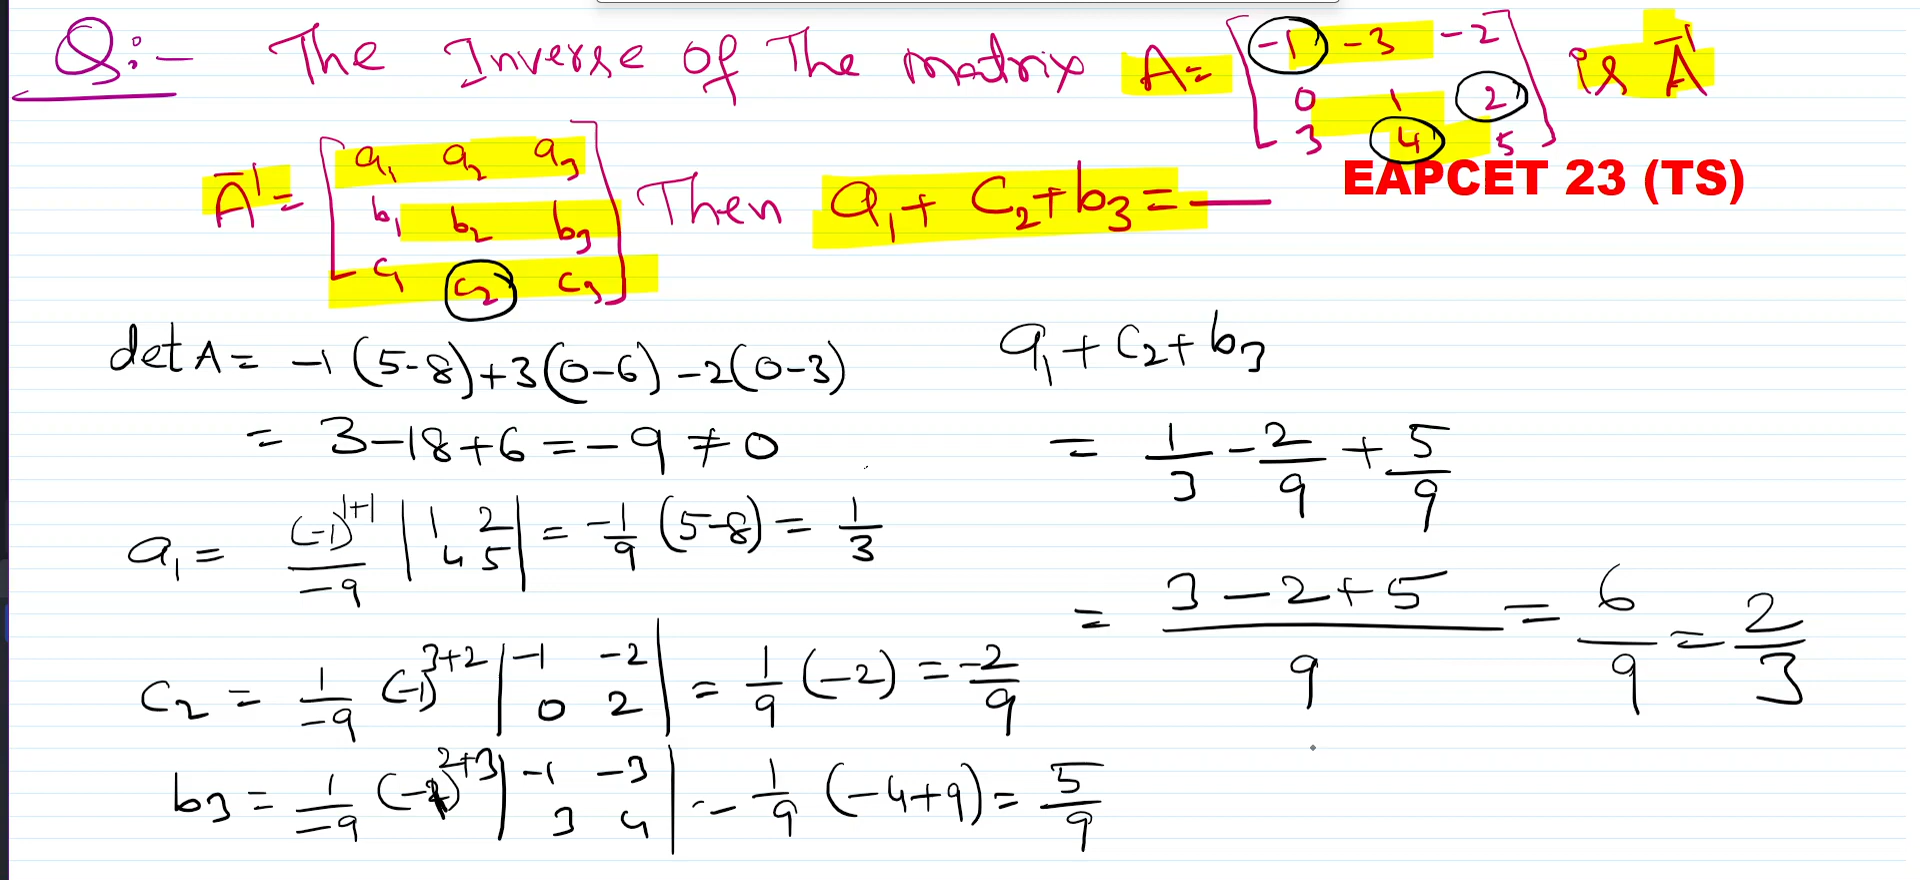 Q:- The Inverse of The matrix A= [-1 -3 -2
0 1 2
3 4 5] is A⁻¹
EAPCET 23 (TS)
A⁻¹= [a₁ a₂ a₃
b₁ b₂ b₃
c₁ c₂ c₃] Then a₁+ c₂+b₃=—
det A = -1(5-8)+3(0-6)-2(0-3)
= 3-18+6=-9≠0
a₁ = (-1)¹⁺¹/-9 |1 2
4 5| = -1/9 (5-8) = 1/3
c₂ = 1/-9 (-1)³⁺² |-1 -2
0 2| = 1/9 (-2) = -2/9
b₃ = 1/-9 (-1)²⁺³ |-1 -3
3 4| = 1/9 (-4+9) = 5/9
a₁+c₂+b₃
= 1/3 - 2/9 + 5/9
= 3-2+5/9 = 6/9 = 2/3